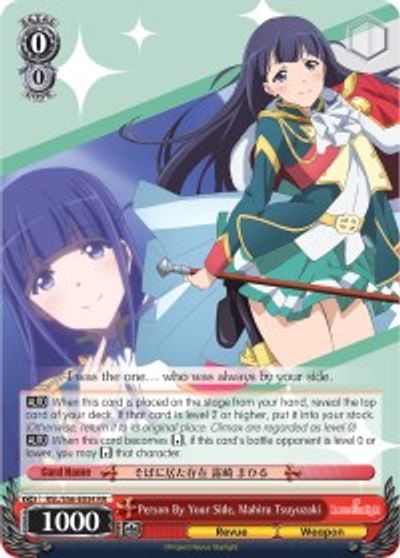 0
0
I was the one... who was always by your side.
AUTO When this card is placed on the stage from your hand, reveal the top
card of your deck. If that card is level 2 or higher, put it into your stock.
(Otherwise, return it to its original place. Climax are regarded as level 0)
AUTO When this card becomes [, if this card's battle opponent is level 0 or
lower, you may [ that character.
Card Name そばに居た存在 露崎 まひる
1000
Person By Your Side, Mahiru Tsuyuzaki
Revue Weapon
©Project Revue Starlight